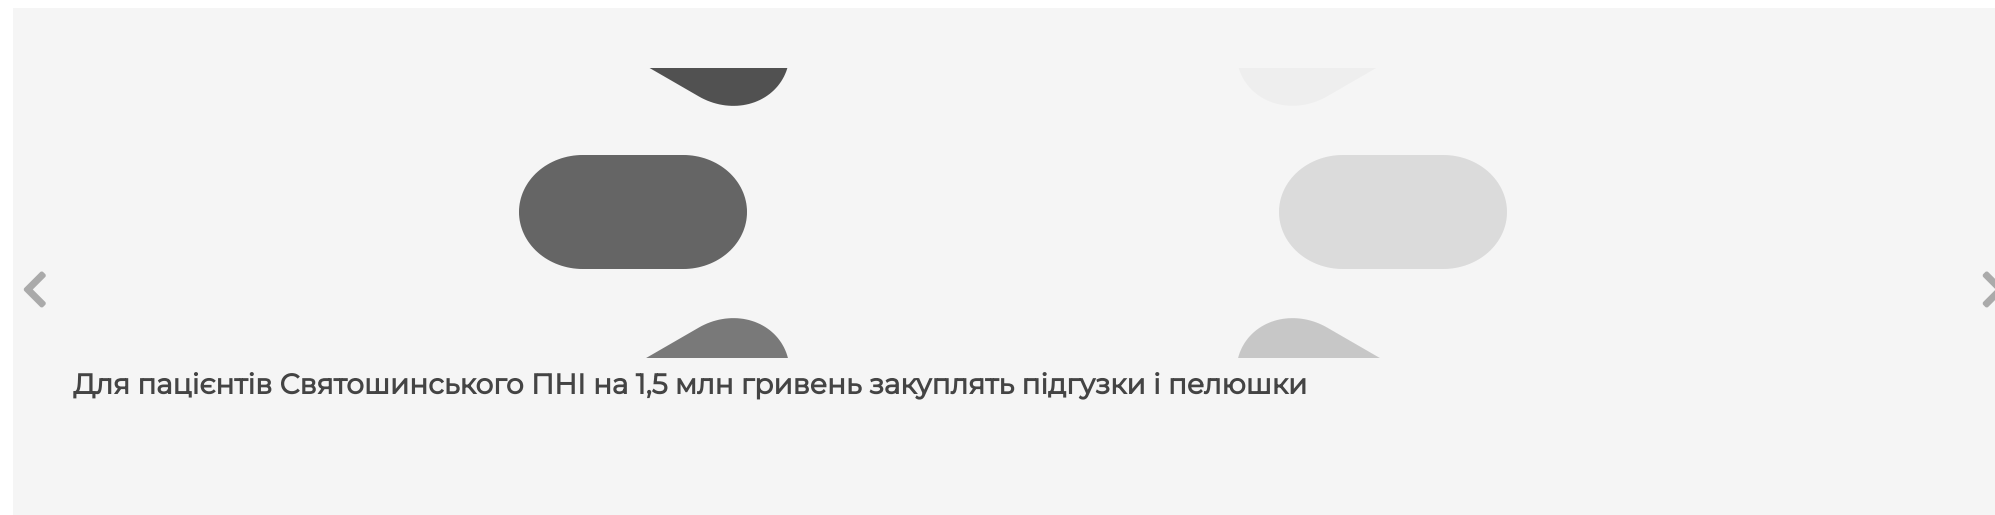 Для пацієнтів Святошинського ПНІ на 1,5 млн гривень закуплять підгузки і пелюшки